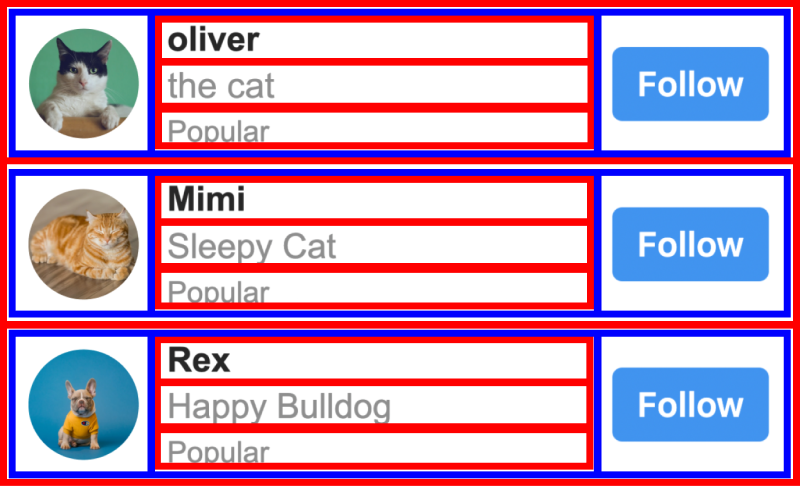 oliver
the cat
Popular
Follow
Mimi
Sleepy Cat
Popular
Follow
Rex
Happy Bulldog
Popular
Follow